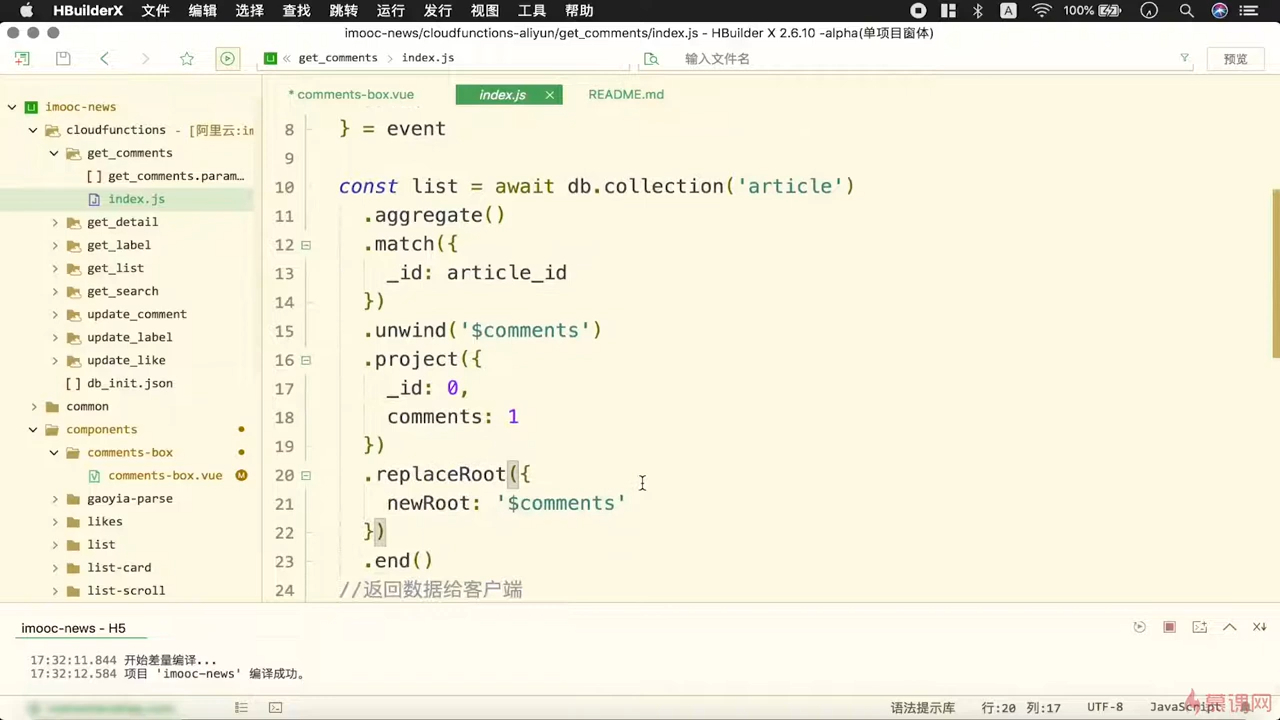 HBuilderX 文件 编辑 选择 查找 跳转 运行 发行 视图 工具 帮助 100%
imooc-news/cloudfunctions-aliyun/get_comments/index.js - HBuilder X 2.6.10 -alpha(单项目窗体)
get_comments index.js 输入文件名 预览
imooc-news
cloudfunctions - [阿里云:im
get_comments
get_comments.param...
index.js
get_detail
get_label
get_list
get_search
update_comment
update_label
update_like
db_init.json
common
components
comments-box
comments-box.vue M
gaoyia-parse
likes
list
list-card
list-scroll
* comments-box.vue index.js README.md
8 } = event
9
10 const list = await db.collection('article')
11 .aggregate()
12 .match({
13 _id: article_id
14 })
15 .unwind('$comments')
16 .project({
17 _id: 0,
18 comments: 1
19 })
20 .replaceRoot({
21 newRoot: '$comments'
22 })
23 .end()
24 //返回数据给客户端
imooc-news - H5
17:32:11.844 开始差量编译...
17:32:12.584 项目 'imooc-news' 编译成功。
语法提示库 行:20 列:17 UTF-8 JavaScript
慕课网